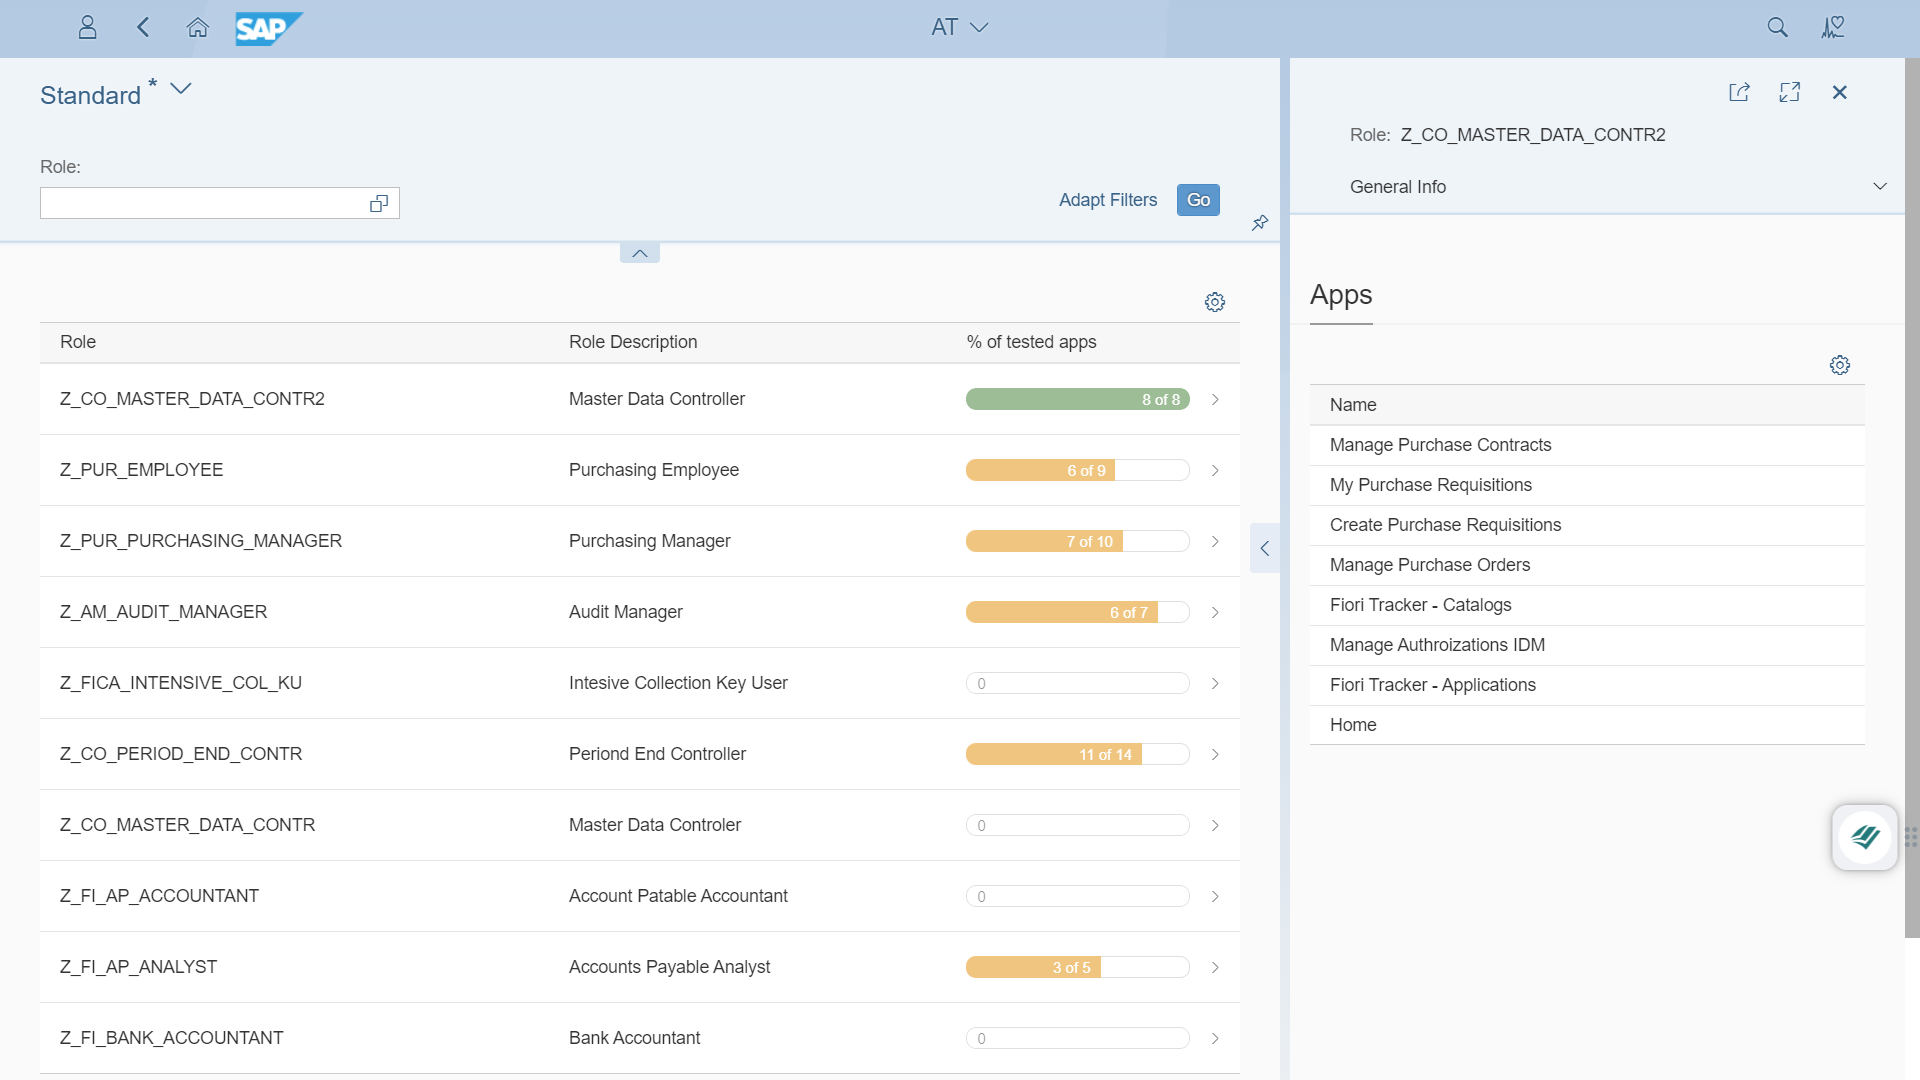 SAP
AT
Standard *
Role:
Adapt Filters
Go
Role
Role Description
% of tested apps
Z_CO_MASTER_DATA_CONTR2
Master Data Controller
8 of 8
Z_PUR_EMPLOYEE
Purchasing Employee
6 of 9
Z_PUR_PURCHASING_MANAGER
Purchasing Manager
7 of 10
Z_AM_AUDIT_MANAGER
Audit Manager
6 of 7
Z_FICA_INTENSIVE_COL_KU
Intesive Collection Key User
0
Z_CO_PERIOD_END_CONTR
Periond End Controller
11 of 14
Z_CO_MASTER_DATA_CONTR
Master Data Controler
0
Z_FI_AP_ACCOUNTANT
Account Patable Accountant
0
Z_FI_AP_ANALYST
Accounts Payable Analyst
3 of 5
Z_FI_BANK_ACCOUNTANT
Bank Accountant
0
Role: Z_CO_MASTER_DATA_CONTR2
General Info
Apps
Name
Manage Purchase Contracts
My Purchase Requisitions
Create Purchase Requisitions
Manage Purchase Orders
Fiori Tracker - Catalogs
Manage Authroizations IDM
Fiori Tracker - Applications
Home